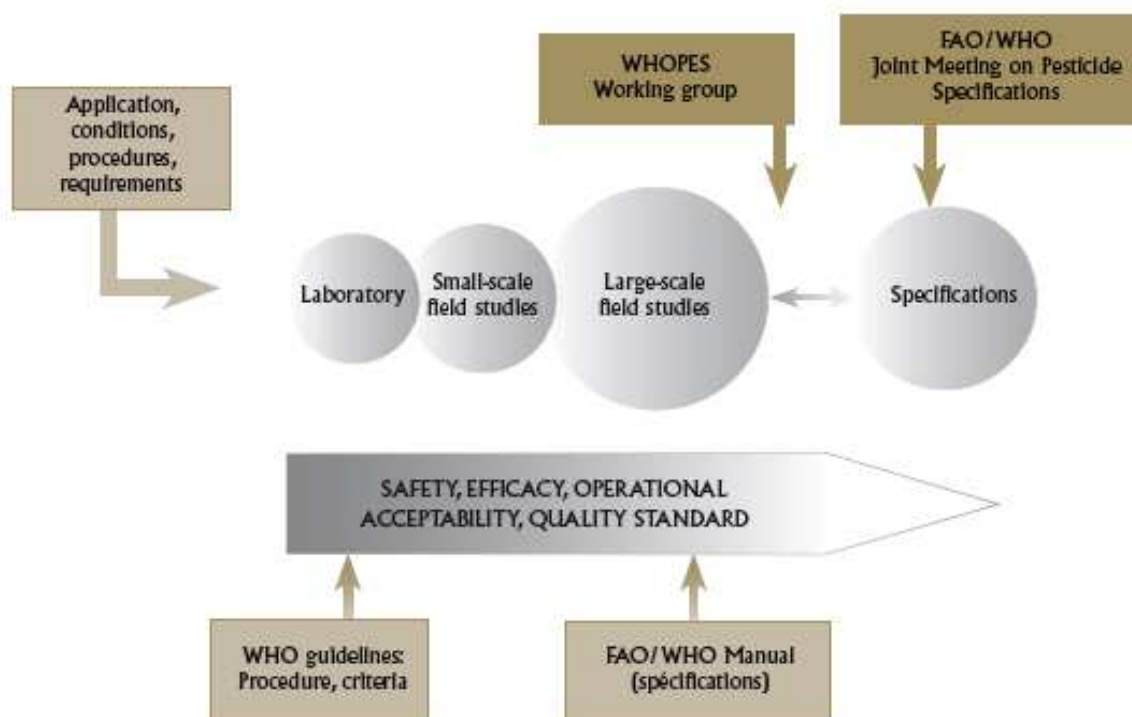 WHOPES
Working group
FAO/WHO
Joint Meeting on Pesticide
Specifications
Application,
conditions,
procedures,
requirements
Laboratory
Small-scale
field studies
Large-scale
field studies
Specifications
SAFETY, EFFICACY, OPERATIONAL
ACCEPTABILITY, QUALITY STANDARD
WHO guidelines:
Procedure, criteria
FAO/WHO Manual
(spécifications)